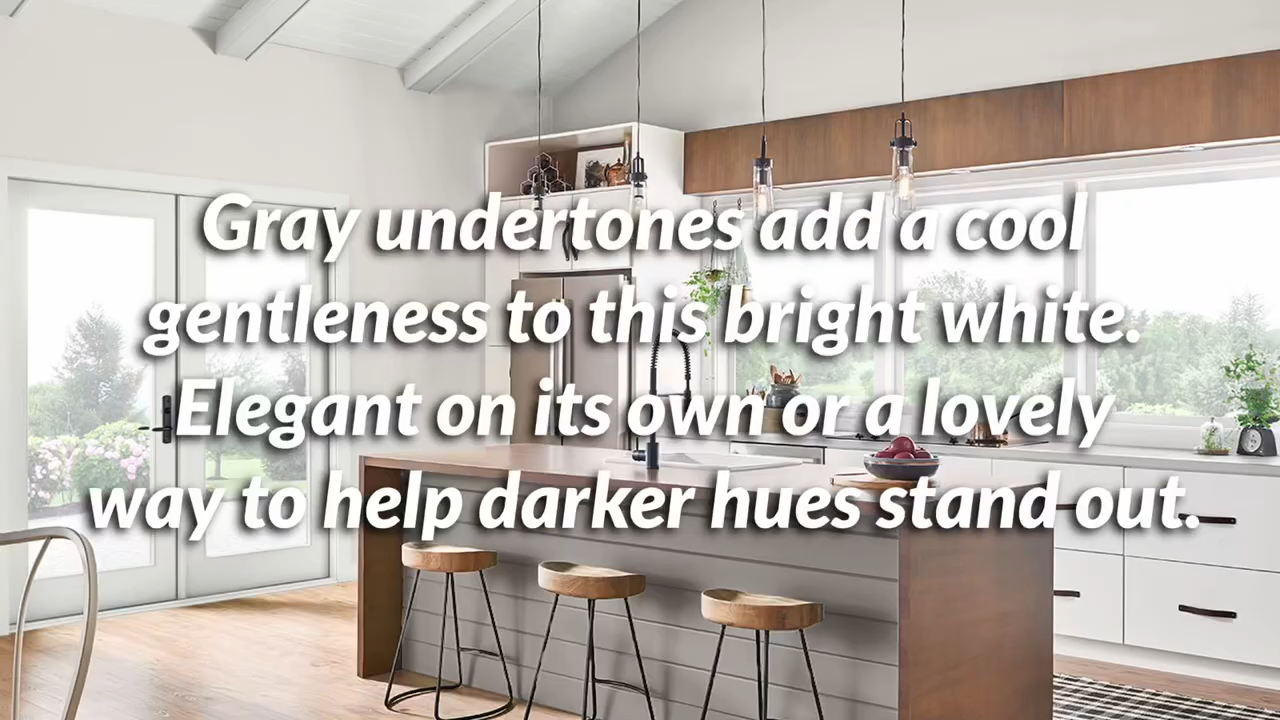 Gray undertones add a cool
gentleness to this bright white.
Elegant on its own or a lovely
way to help darker hues stand out.